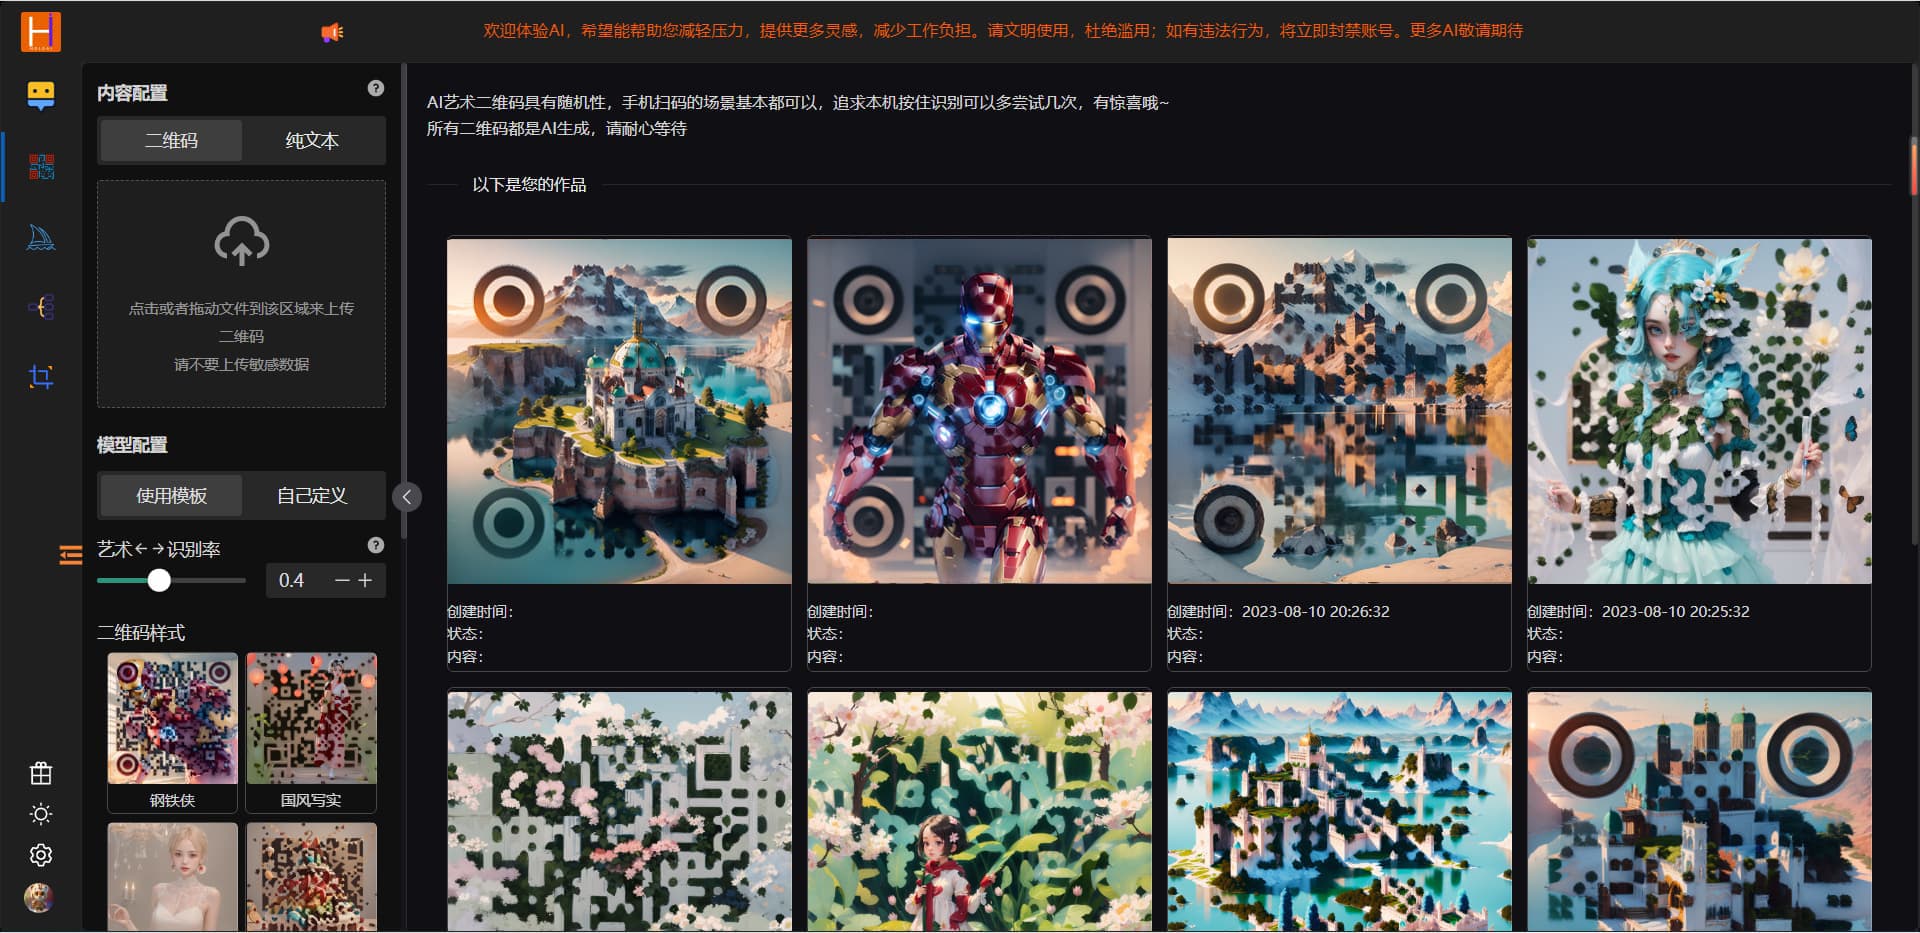 欢迎体验AI，希望能帮助您减轻压力，提供更多灵感，减少工作负担。请文明使用，杜绝滥用；如有违法行为，将立即封禁账号。更多AI敬请期待
内容配置
二维码 纯文本
点击或者拖动文件到该区域来上传
二维码
请不要上传敏感数据
模型配置
使用模板 自己定义
艺术←→识别率
0.4
二维码样式
钢铁侠 国风写实
AI艺术二维码具有随机性，手机扫码的场景基本都可以，追求本机按住识别可以多尝试几次，有惊喜哦~
所有二维码都是AI生成，请耐心等待
以下是您的作品
创建时间：
状态：
内容：
创建时间：
状态：
内容：
创建时间：2023-08-10 20:26:32
状态：
内容：
创建时间：2023-08-10 20:25:32
状态：
内容：